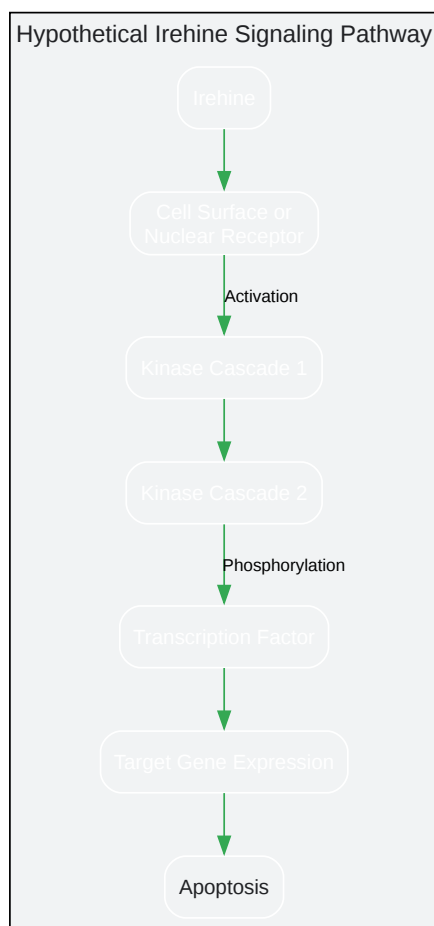 Hypothetical Irehine Signaling Pathway
Irehine
Cell Surface or
Nuclear Receptor
Activation
Kinase Cascade 1
Kinase Cascade 2
Phosphorylation
Transcription Factor
Target Gene Expression
Apoptosis